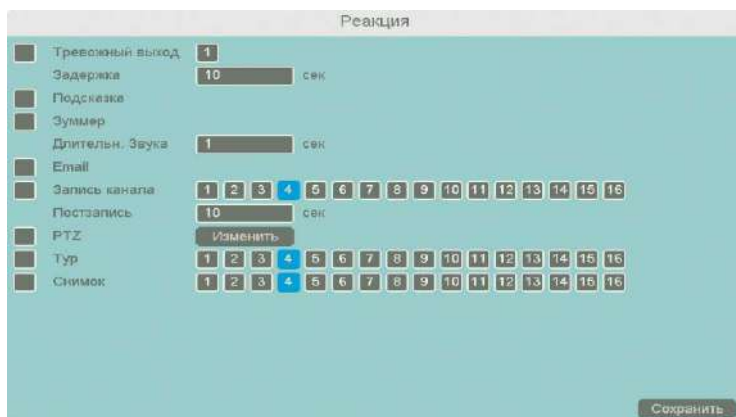 Реакция
Тревожный выход 1
Задержка 10 сек
Подсказка
Зуммер
Длительн. Звука 1 сек
Email
Запись канала 1 2 3 4 5 6 7 8 9 10 11 12 13 14 15 16
Постзапись 10 сек
PTZ Изменить
Тур 1 2 3 4 5 6 7 8 9 10 11 12 13 14 15 16
Снимок 1 2 3 4 5 6 7 8 9 10 11 12 13 14 15 16
Сохранить